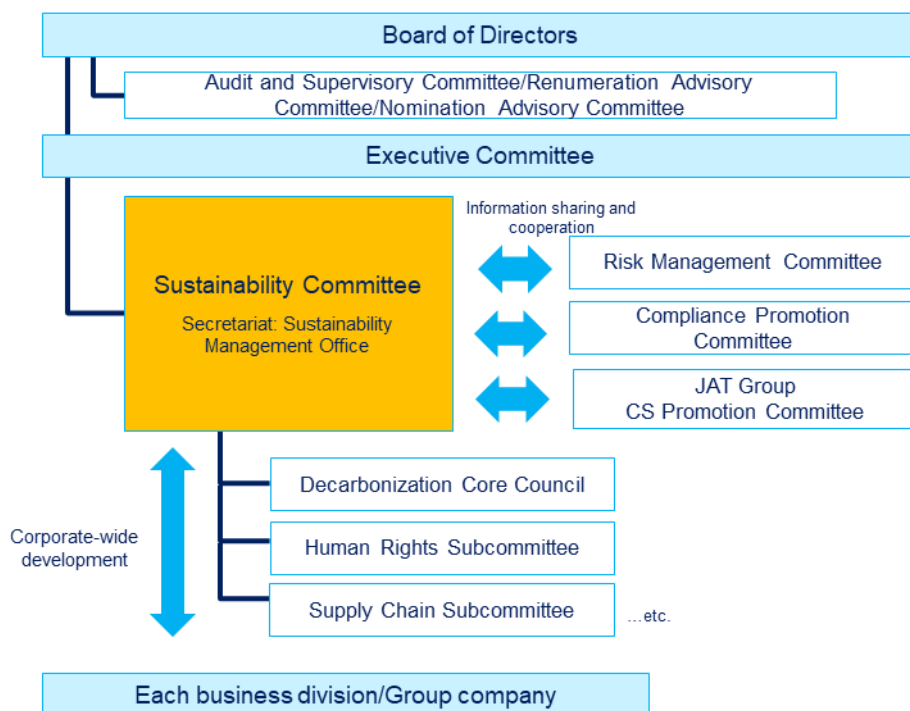 Board of Directors
Audit and Supervisory Committee/Renumeration Advisory
Committee/Nomination Advisory Committee
Executive Committee
Information sharing and
cooperation
Sustainability Committee
Secretariat: Sustainability
Management Office
Risk Management Committee
Compliance Promotion
Committee
JAT Group
CS Promotion Committee
Corporate-wide
development
Decarbonization Core Council
Human Rights Subcommittee
Supply Chain Subcommittee
...etc.
Each business division/Group company